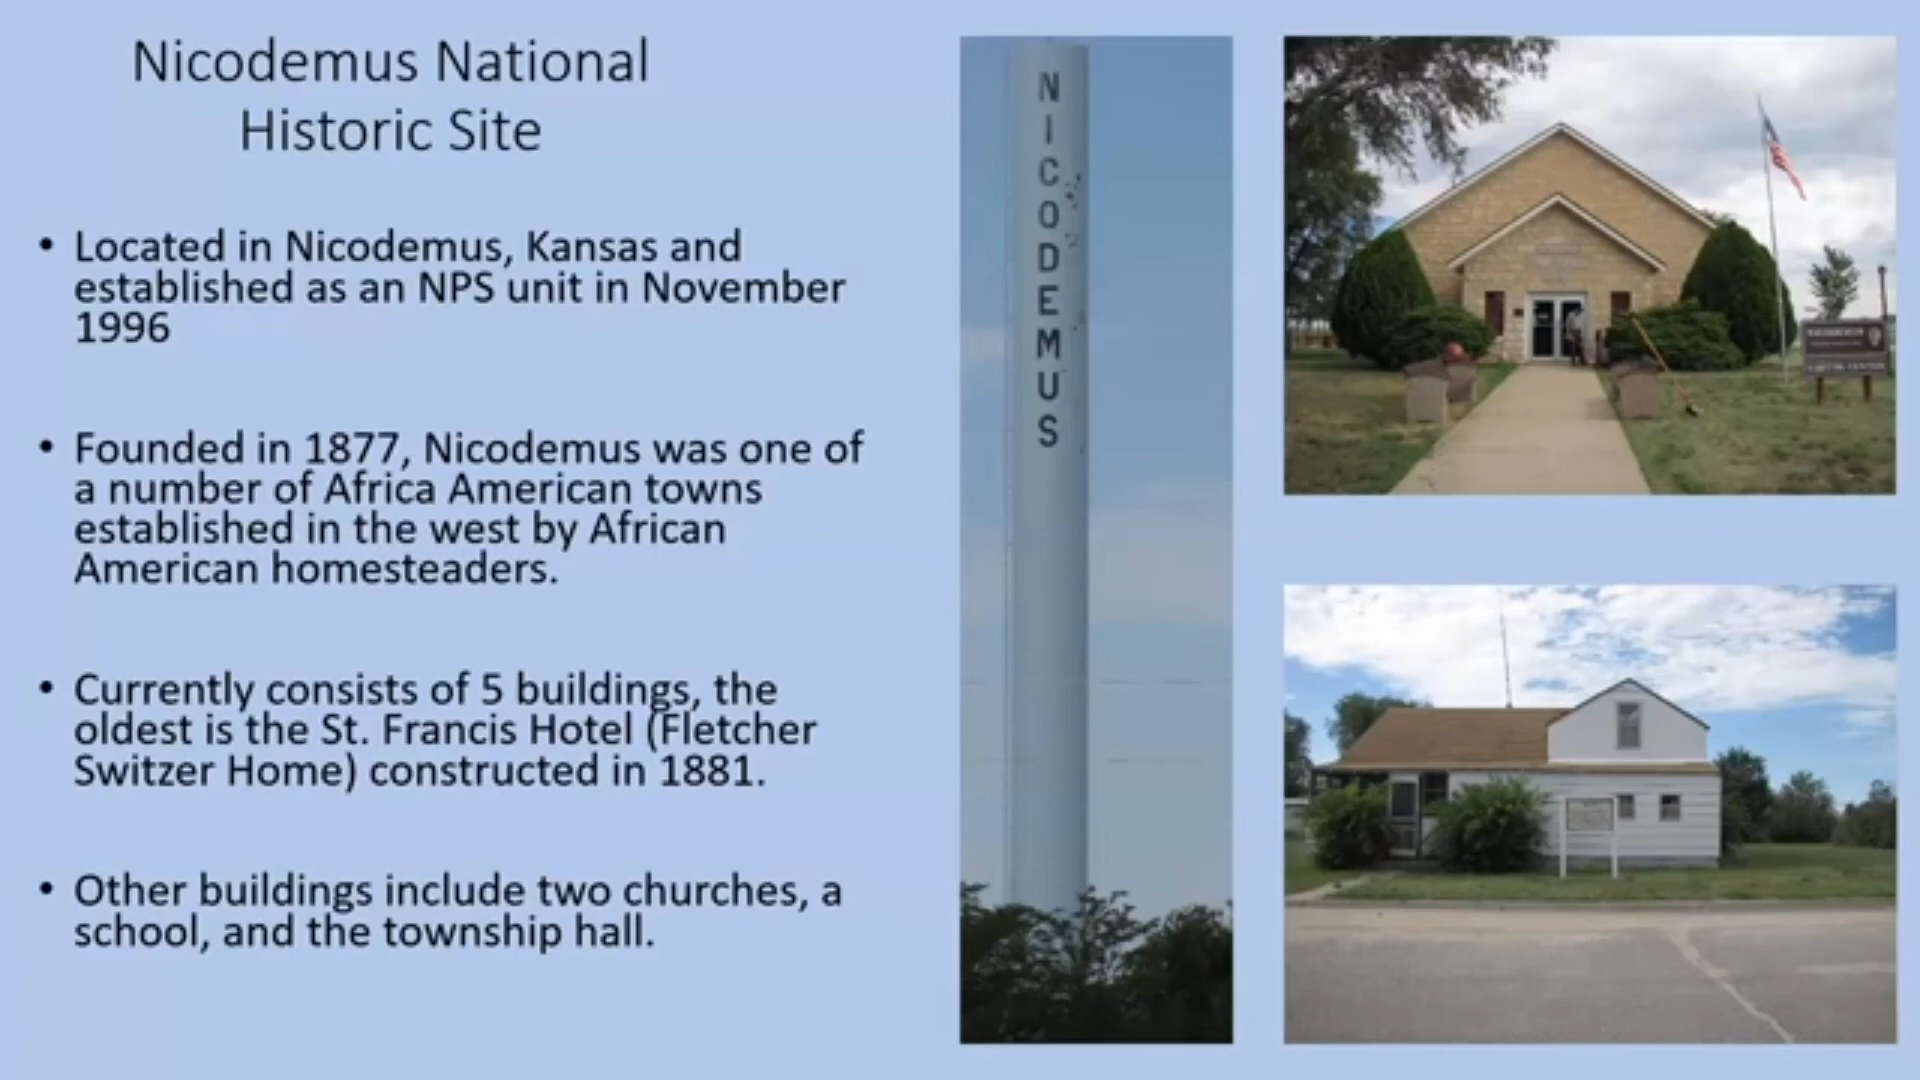 Nicodemus National
Historic Site
• Located in Nicodemus, Kansas and
established as an NPS unit in November
1996
• Founded in 1877, Nicodemus was one of
a number of Africa American towns
established in the west by African
American homesteaders.
• Currently consists of 5 buildings, the
oldest is the St. Francis Hotel (Fletcher
Switzer Home) constructed in 1881.
• Other buildings include two churches, a
school, and the township hall.
NICODEMUS
NICODEMUS
VISITOR CENTER